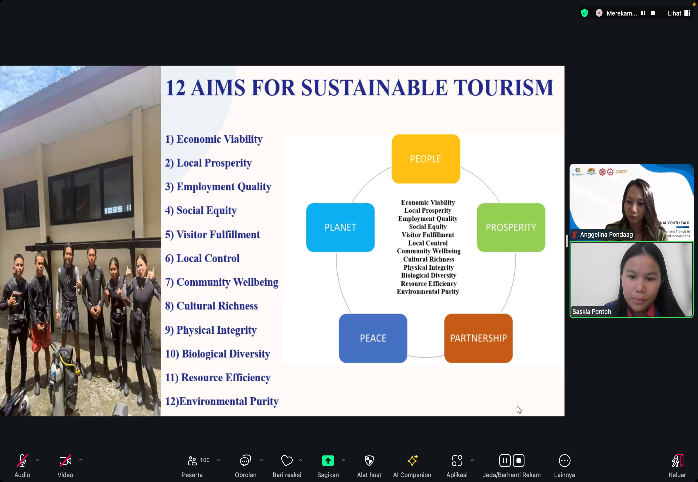 Merekam...
Lihat
12 AIMS FOR SUSTAINABLE TOURISM
1) Economic Viability
2) Local Prosperity
3) Employment Quality
4) Social Equity
5) Visitor Fulfillment
6) Local Control
7) Community Wellbeing
8) Cultural Richness
9) Physical Integrity
10) Biological Diversity
11) Resource Efficiency
12)Environmental Purity
PEOPLE
PLANET
PROSPERITY
Economic Viability
Local Prosperity
Employment Quality
Social Equity
Visitor Fulfillment
Local Control
Community Wellbeing
Cultural Richness
Physical Integrity
Biological Diversity
Resource Efficiency
Environmental Purity
PEACE
PARTNERSHIP
Anggelina Pondaag
Saskia Pontoh
Audio
Video
Peserta
100
Obrolan
Beri reaksi
Bagikan
Alat host
AI Companion
Aplikasi
Jeda/Berhenti Rekam
Lainnya
Keluar